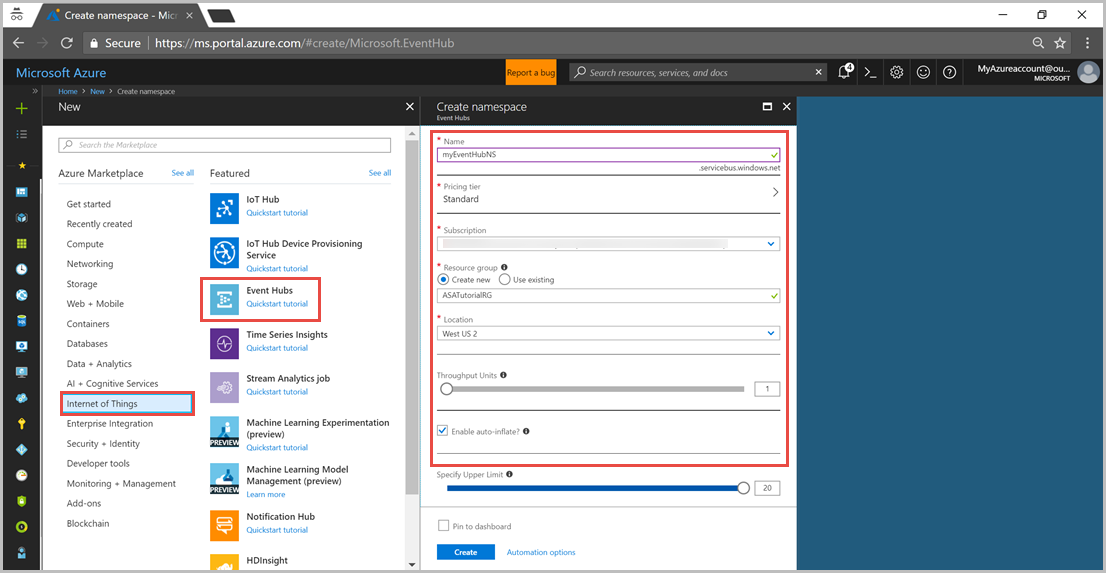 Create namespace - Mic
Secure
https://ms.portal.azure.com/#create/Microsoft.EventHub
Microsoft Azure
Report a bug
Search resources, services, and docs
4
MyAzureaccount@ou...
MICROSOFT
Home > New > Create namespace
New
Search the Marketplace
Azure Marketplace
See all
Get started
Recently created
Compute
Networking
Storage
Web + Mobile
Containers
Databases
Data + Analytics
AI + Cognitive Services
Internet of Things
Enterprise Integration
Security + Identity
Developer tools
Monitoring + Management
Add-ons
Blockchain
Featured
See all
IoT Hub
Quickstart tutorial
IoT Hub Device Provisioning
Service
Quickstart tutorial
Event Hubs
Quickstart tutorial
Time Series Insights
Quickstart tutorial
Stream Analytics job
Quickstart tutorial
PREVIEW
Machine Learning Experimentation
(preview)
Quickstart tutorial
PREVIEW
Machine Learning Model
Management (preview)
Learn more
Notification Hub
Quickstart tutorial
HDInsight
Create namespace
Event Hubs
* Name
myEventHubNS
.servicebus.windows.net
* Pricing tier
Standard
* Subscription
* Resource group
Create new
Use existing
ASATutorialRG
* Location
West US 2
Throughput Units
1
Enable auto-inflate?
Specify Upper Limit
20
Pin to dashboard
Create
Automation options